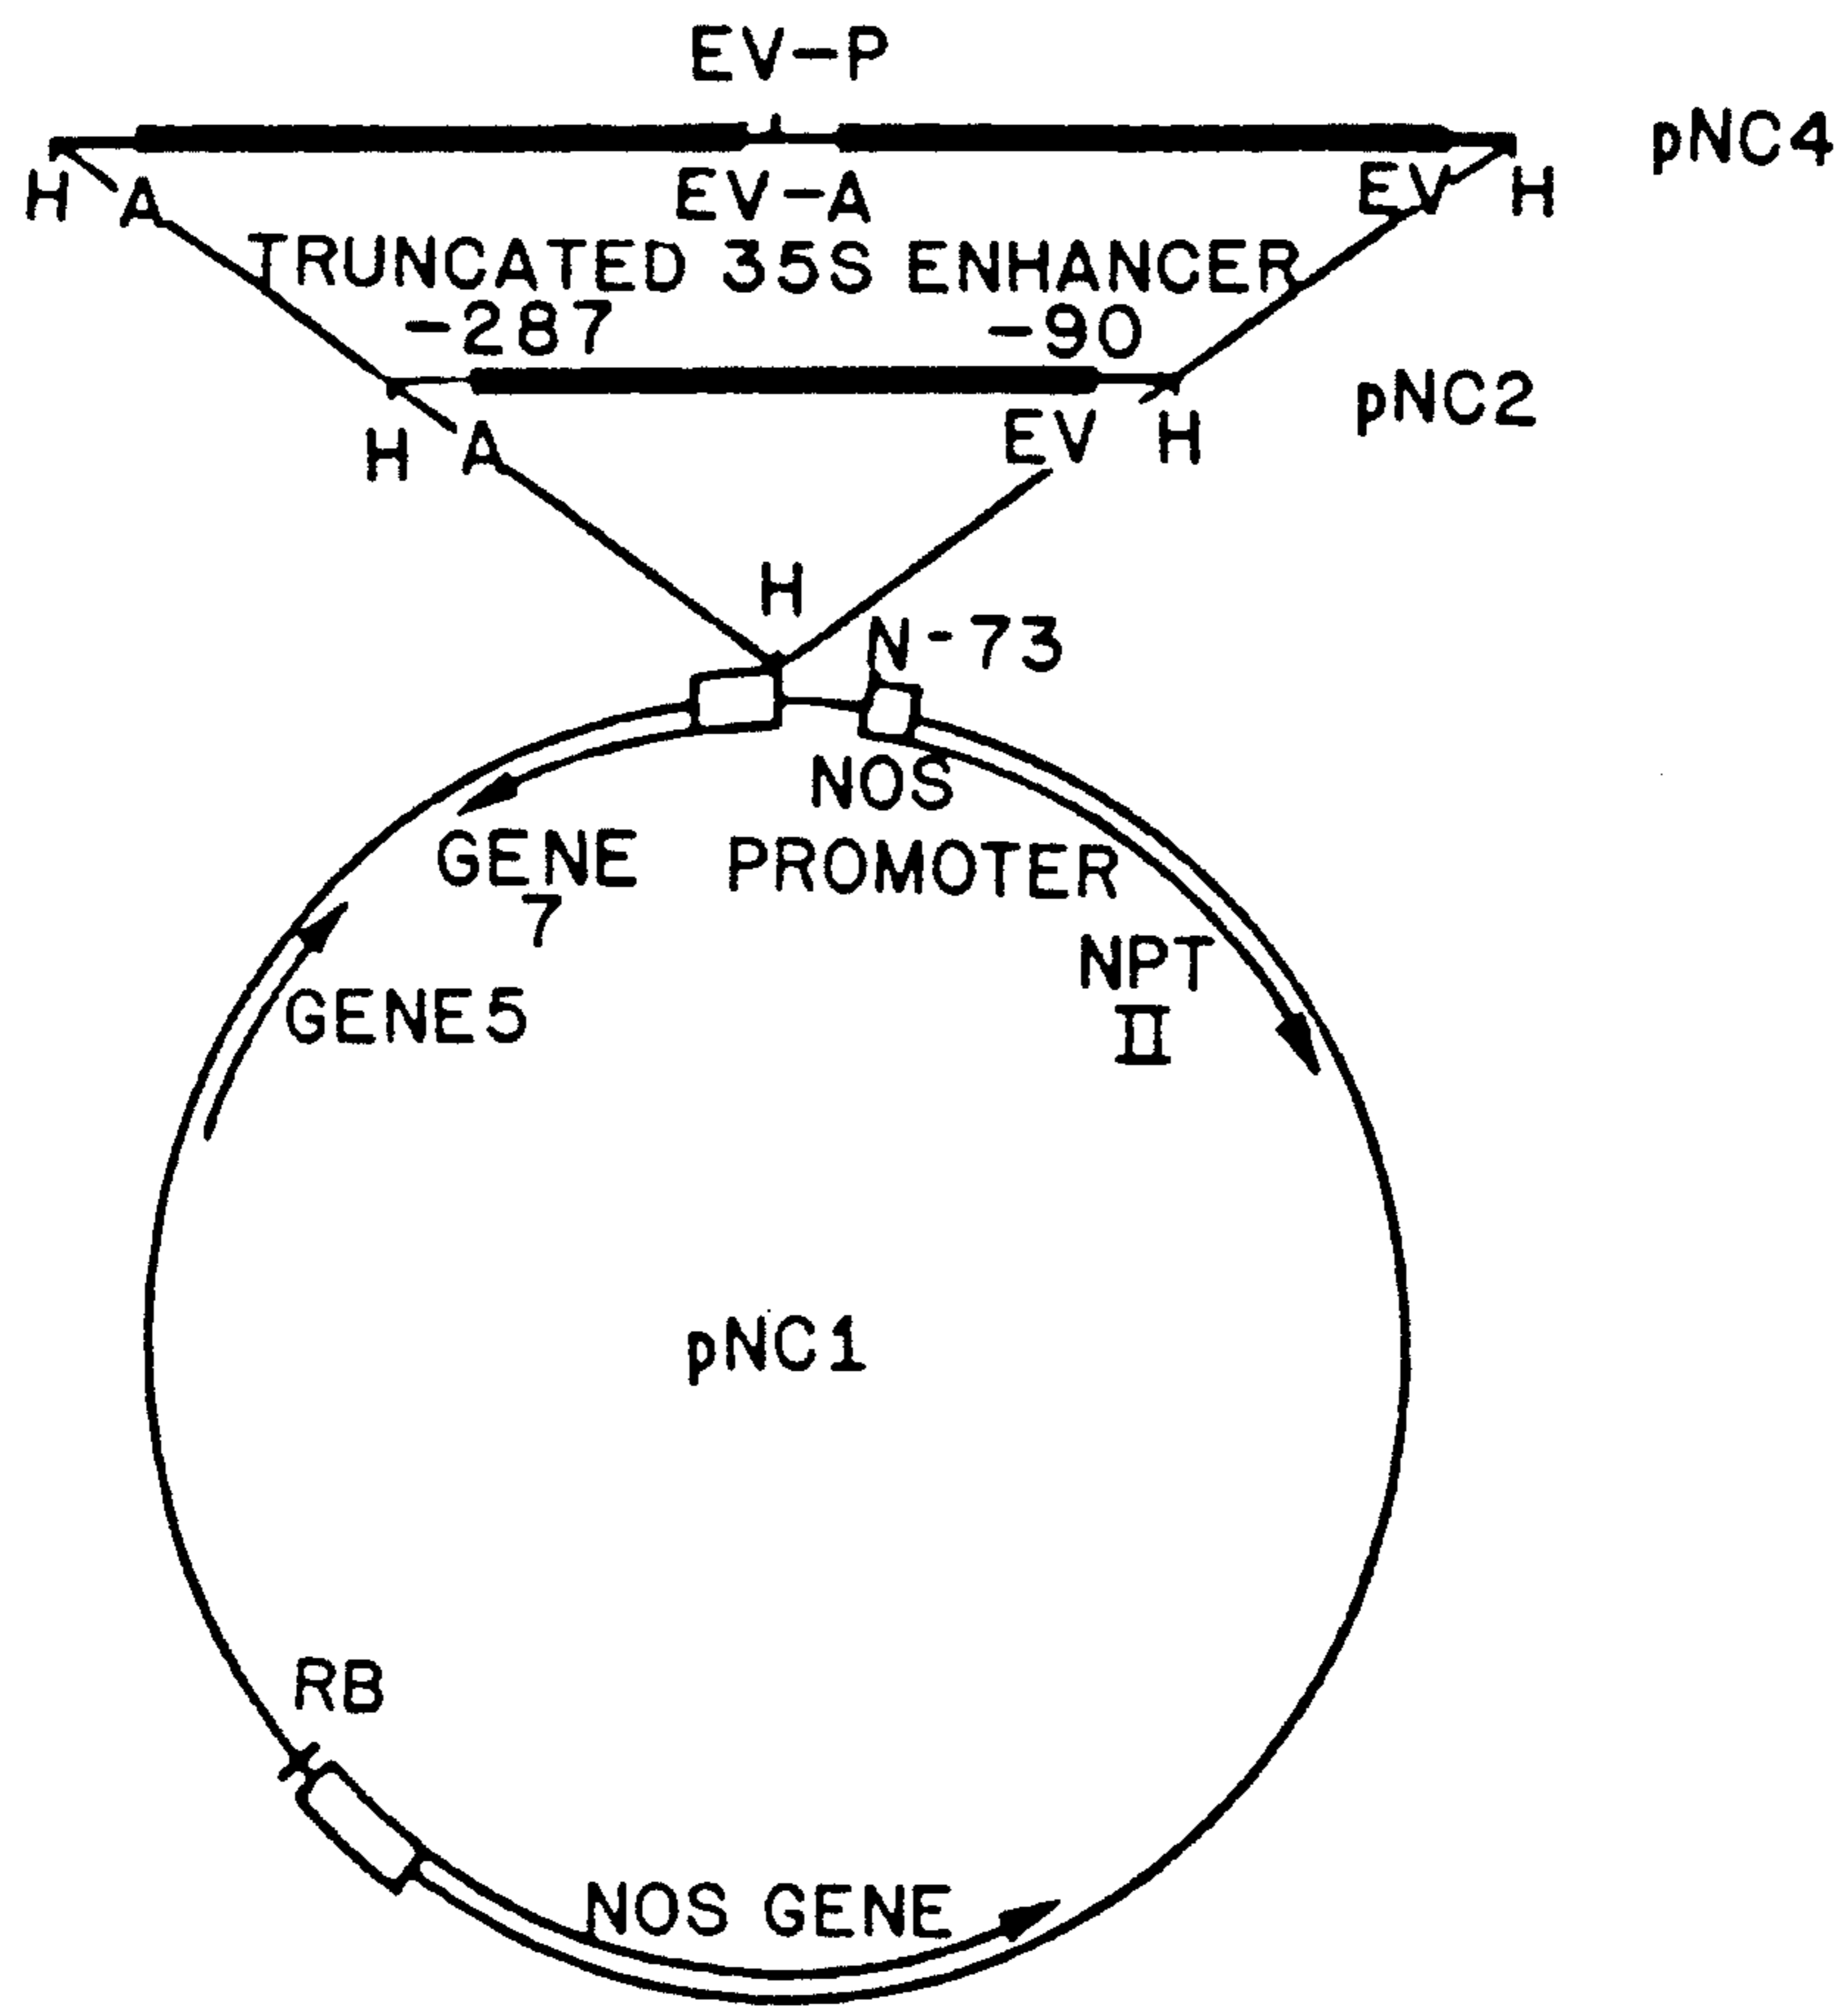 EV-P
pNC4
H A EV-A EV H
TRUNCATED 35S ENHANCER
-287 -90
pNC2
H A EV H
H
N-73
NOS
PROMOTER
GENE
7
NPT
II
GENE5
pNC1
RB
NOS GENE